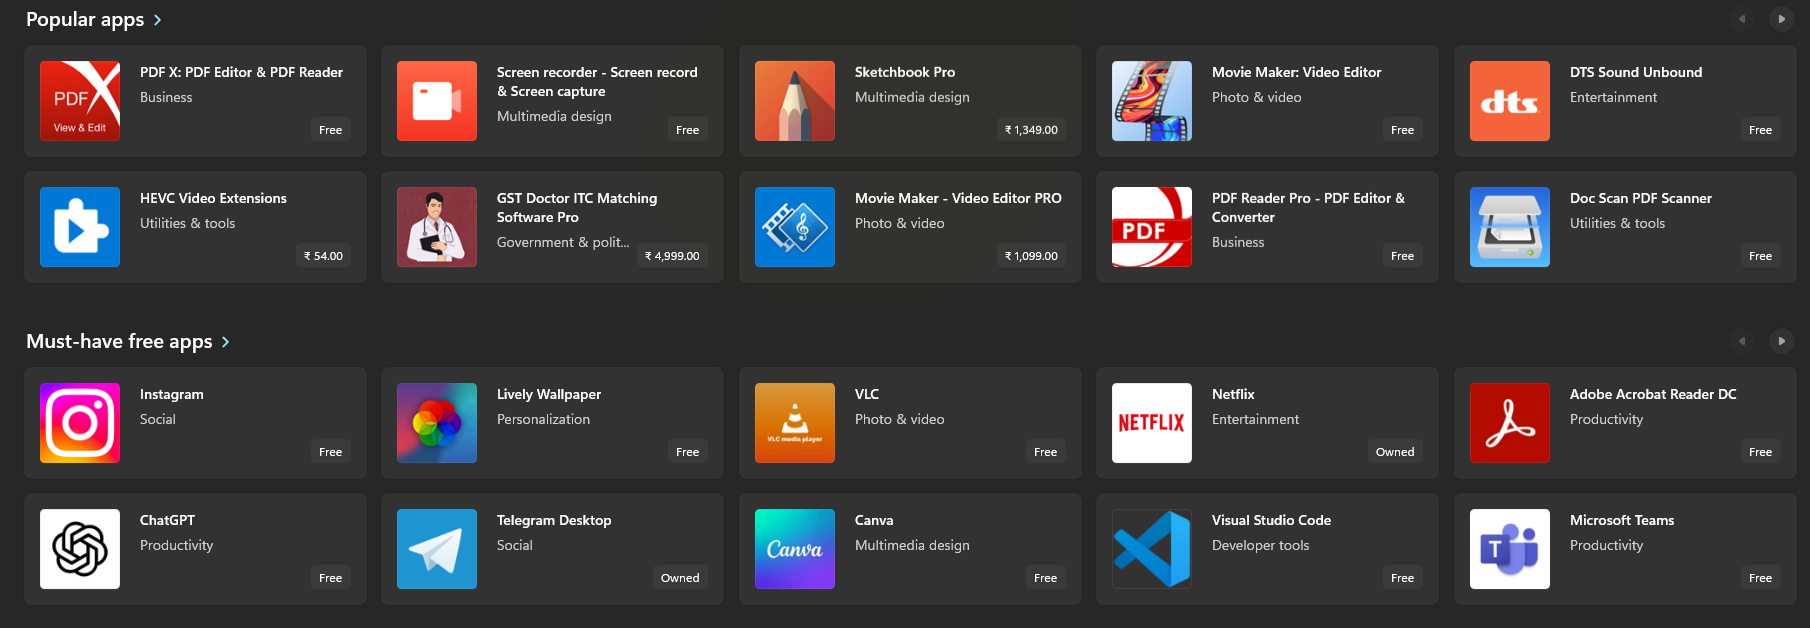 Popular apps
PDF
View & Edit
PDF X: PDF Editor & PDF Reader
Business
Free
Screen recorder - Screen record
& Screen capture
Multimedia design
Free
Sketchbook Pro
Multimedia design
₹ 1,349.00
Movie Maker: Video Editor
Photo & video
Free
dts
DTS Sound Unbound
Entertainment
Free
HEVC Video Extensions
Utilities & tools
₹ 54.00
GST Doctor ITC Matching
Software Pro
Government & polit...
₹ 4,999.00
Movie Maker - Video Editor PRO
Photo & video
₹ 1,099.00
PDF
PDF Reader Pro - PDF Editor &
Converter
Business
Free
Doc Scan PDF Scanner
Utilities & tools
Free
Must-have free apps
Instagram
Social
Free
Lively Wallpaper
Personalization
Free
VLC media player
VLC
Photo & video
Free
NETFLIX
Netflix
Entertainment
Owned
Adobe Acrobat Reader DC
Productivity
Free
ChatGPT
Productivity
Free
Telegram Desktop
Social
Owned
Canva
Canva
Multimedia design
Free
Visual Studio Code
Developer tools
Free
T
Microsoft Teams
Productivity
Free